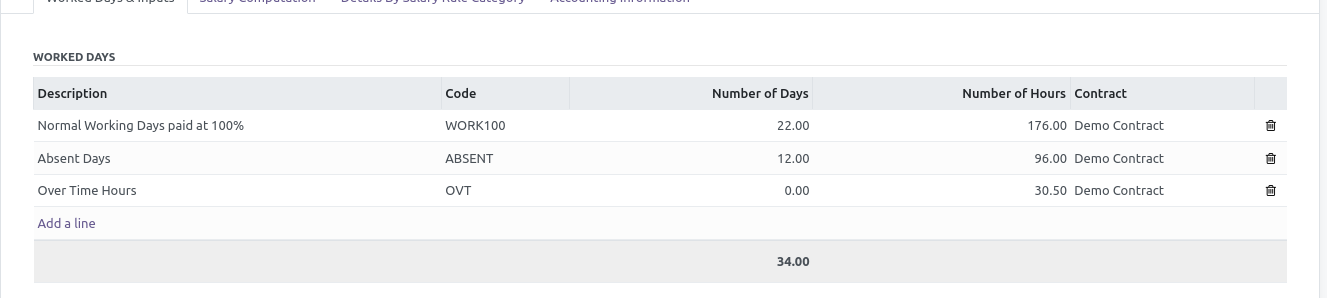 Worked Days & Inputs Salary Computation Details By Salary Rule Category Accounting Information
WORKED DAYS
Description Code Number of Days Number of Hours Contract
Normal Working Days paid at 100% WORK100 22.00 176.00 Demo Contract
Absent Days ABSENT 12.00 96.00 Demo Contract
Over Time Hours OVT 0.00 30.50 Demo Contract
Add a line
34.00